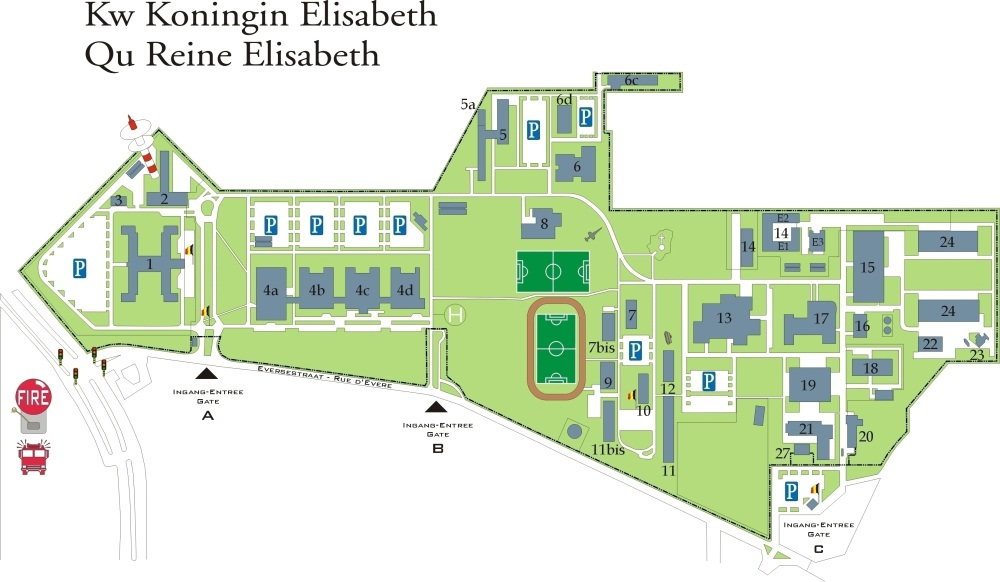 Kw Koningin Elisabeth
Qu Reine Elisabeth
6c
5a
6d
5
P
P
6
3
2
8
P
P
P
P
E2
14
14
E1
E3
24
P
1
15
4a
4b
4c
4d
H
7
13
17
24
16
22
23
7bis
P
9
10
12
P
18
19
11bis
21
20
11
27
P
EVERSESTRAAT - RUE D'EVERE
INGANG-ENTREE
GATE
A
INGANG-ENTREE
GATE
B
INGANG-ENTREE
GATE
C
FIRE